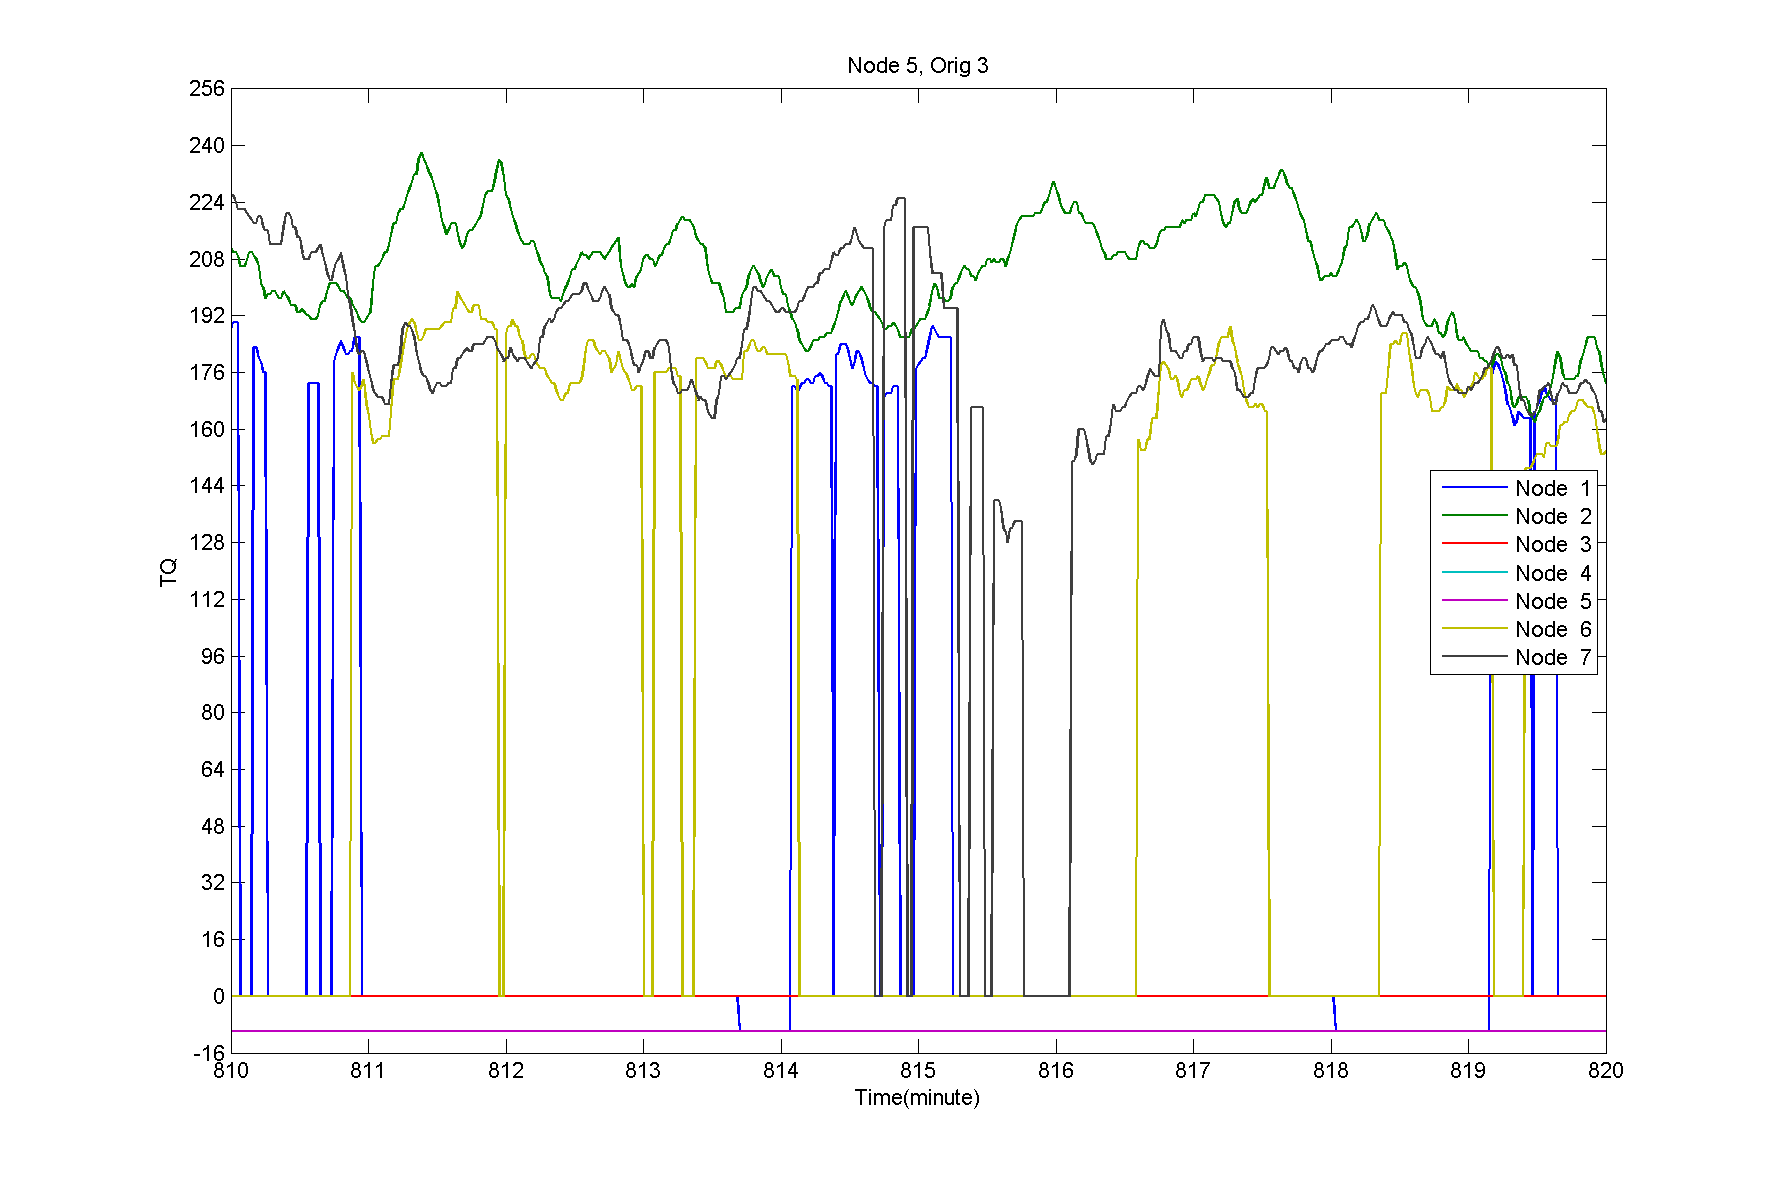 Node 5, Orig 3
256
240
224
208
192
176
160
144
128
112
96
80
64
48
32
16
0
-16
TQ
Node 1
Node 2
Node 3
Node 4
Node 5
Node 6
Node 7
810 811 812 813 814 815 816 817 818 819 820
Time(minute)